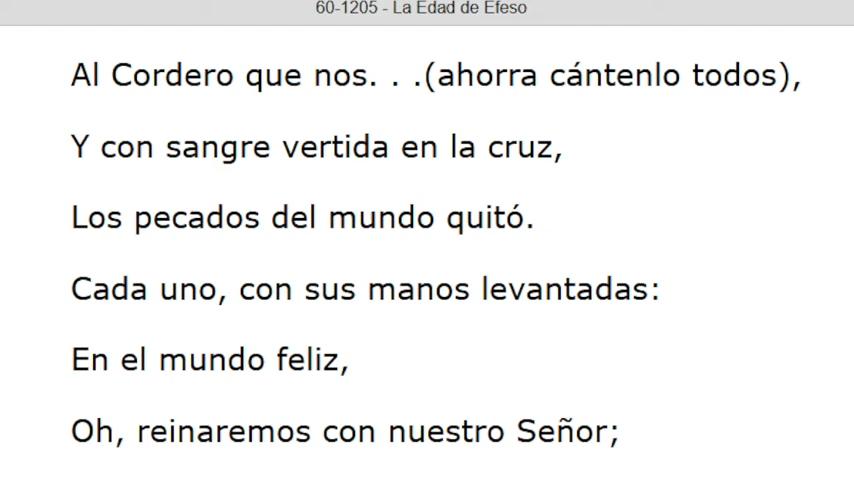 60-1205 - La Edad de Efeso
Al Cordero que nos. . .(ahorra cántenlo todos),
Y con sangre vertida en la cruz,
Los pecados del mundo quitó.
Cada uno, con sus manos levantadas:
En el mundo feliz,
Oh, reinaremos con nuestro Señor;